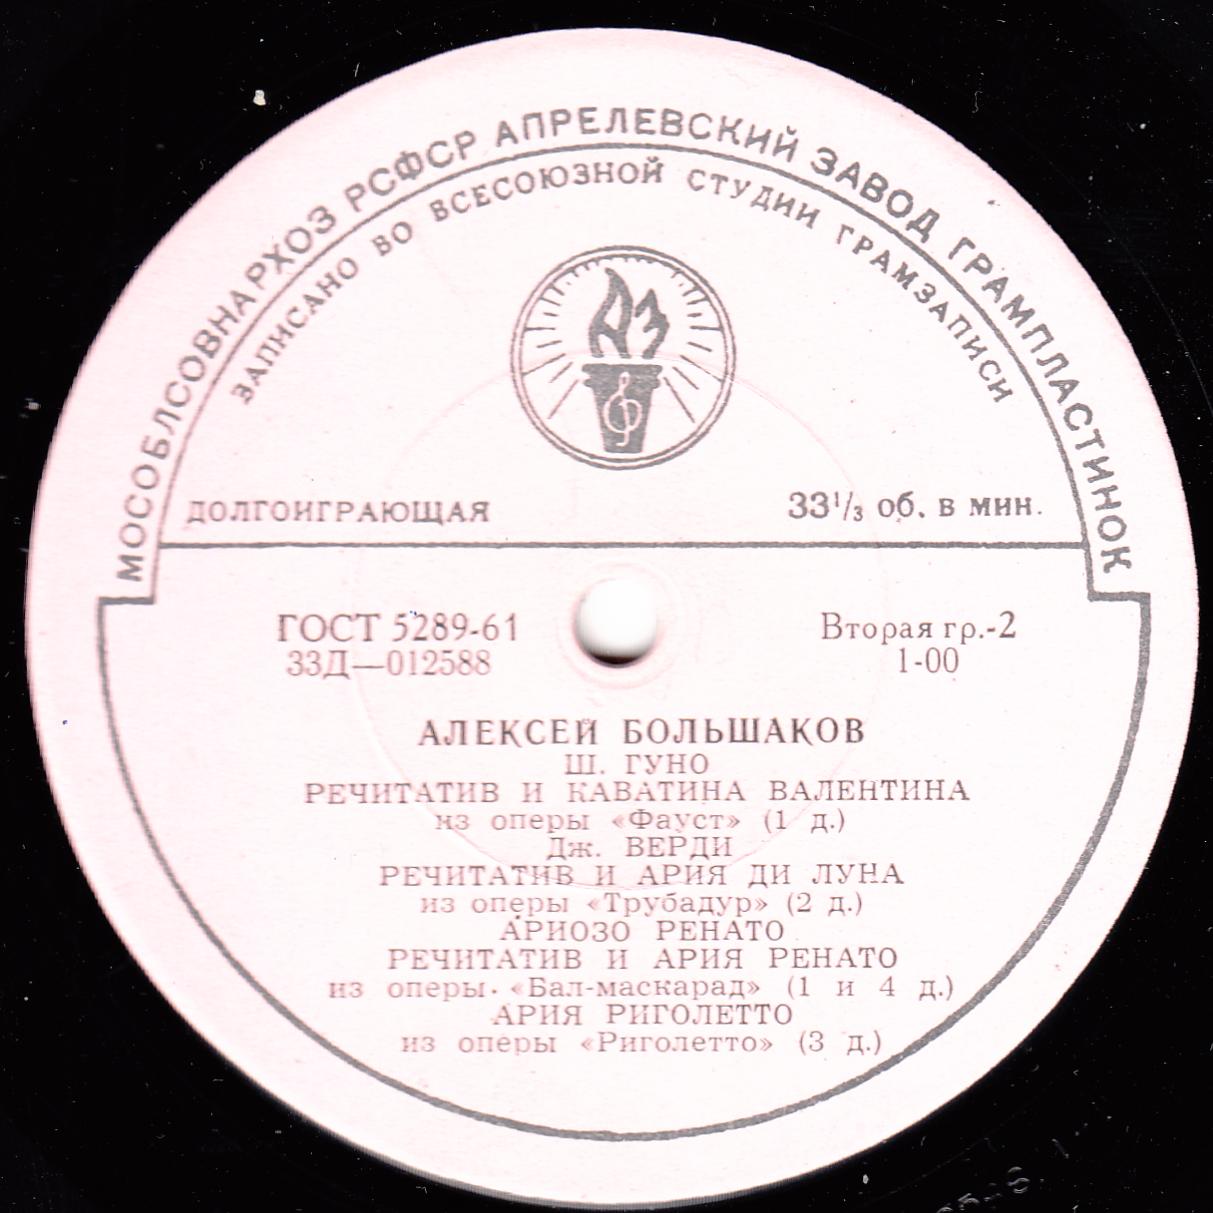 МОСОБЛСОВНАРХОЗ РСФСР АПРЕЛЕВСКИЙ ЗАВОД ГРАМПЛАСТИНОК
ЗАПИСАНО ВО ВСЕСОЮЗНОЙ СТУДИИ ГРАМЗАПИСИ
АЗ
ДОЛГОИГРАЮЩАЯ 33 1/3 об. в мин.
ГОСТ 5289-61 Вторая гр.-2
33Д—012588 1-00
АЛЕКСЕЙ БОЛЬШАКОВ
Ш. ГУНО
РЕЧИТАТИВ И КАВАТИНА ВАЛЕНТИНА
из оперы «Фауст» (1 д.)
Дж. ВЕРДИ
РЕЧИТАТИВ И АРИЯ ДИ ЛУНА
из оперы «Трубадур» (2 д.)
АРИОЗО РЕНАТО
РЕЧИТАТИВ И АРИЯ РЕНАТО
из оперы «Бал-маскарад» (1 и 4 д.)
АРИЯ РИГОЛЕТТО
из оперы «Риголетто» (3 д.)